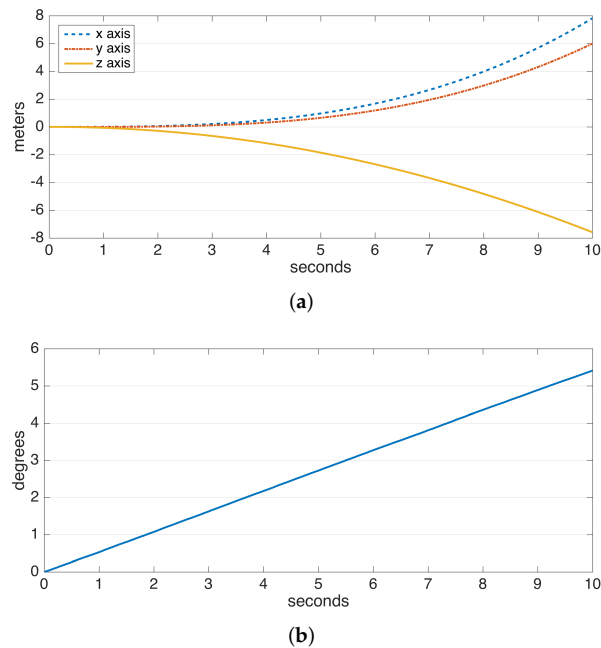 8
6
4
2
0
-2
-4
-6
-8
meters
x axis
y axis
z axis
0 1 2 3 4 5 6 7 8 9 10
seconds
(a)
6
5
4
3
2
1
0
degrees
0 1 2 3 4 5 6 7 8 9 10
seconds
(b)